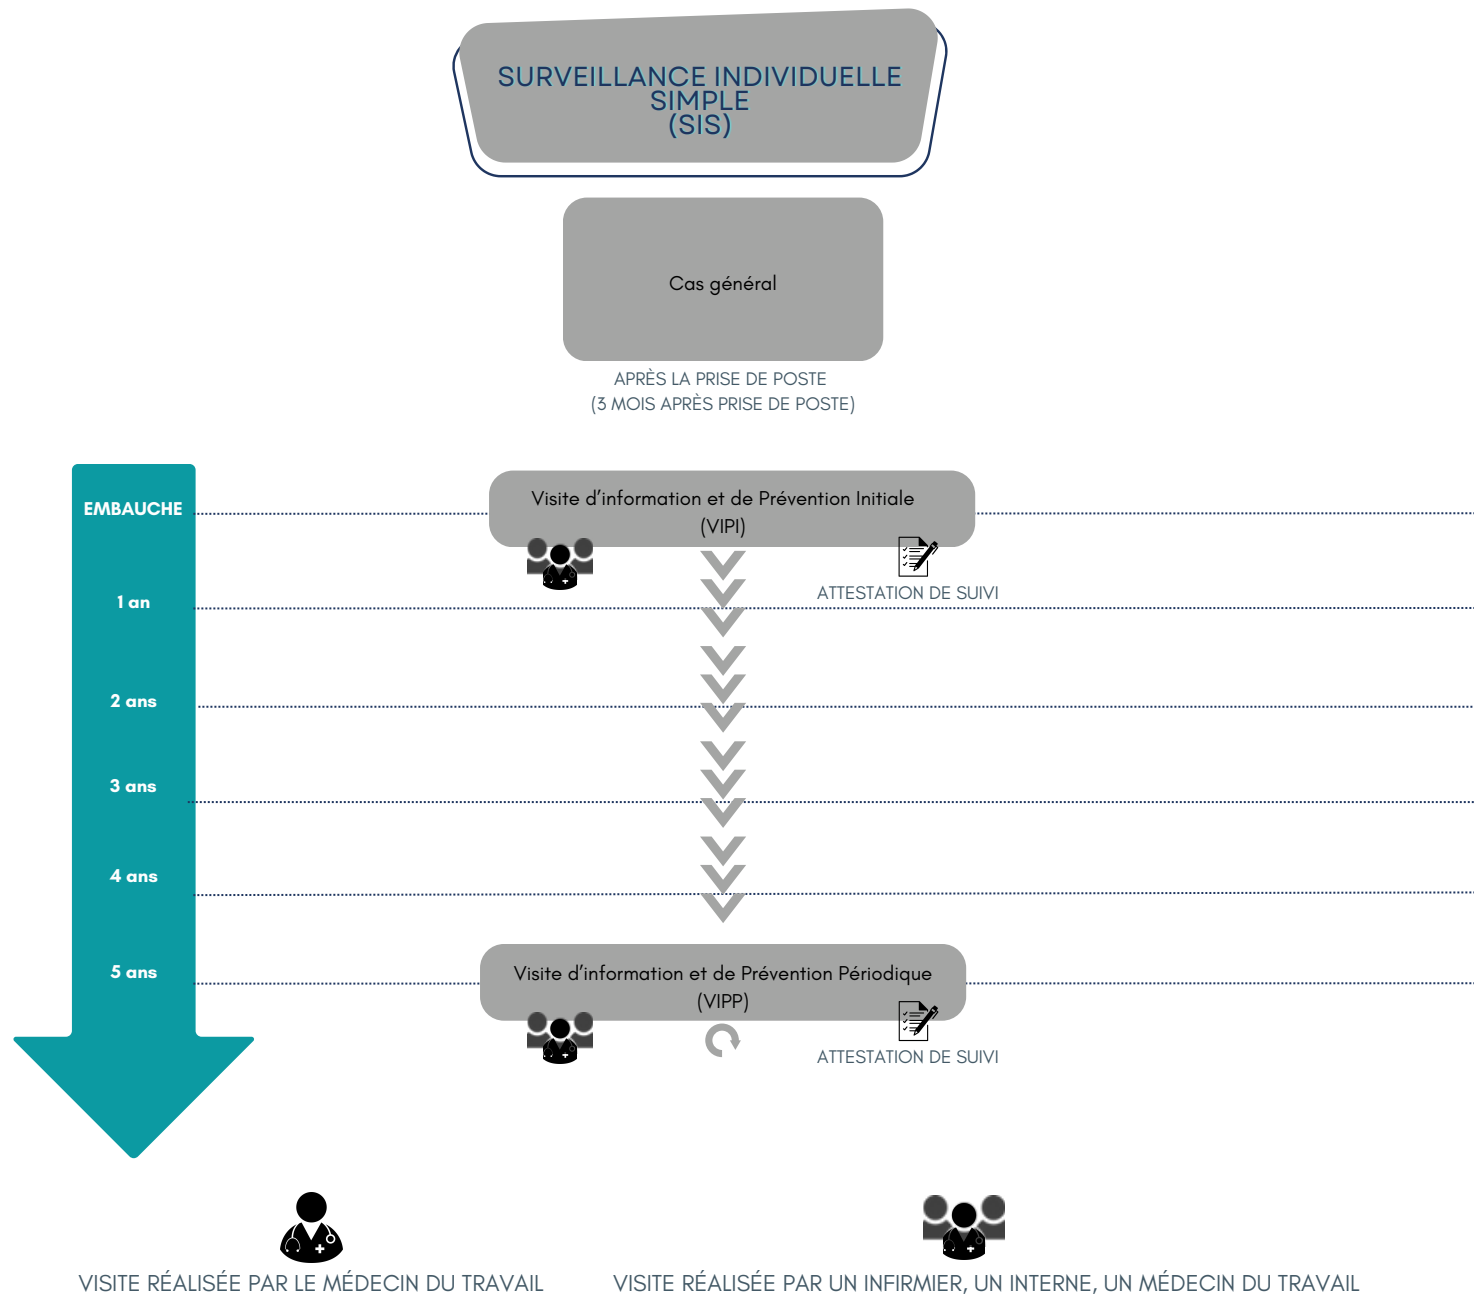 SURVEILLANCE INDIVIDUELLE
SIMPLE
(SIS)
Cas général
APRÈS LA PRISE DE POSTE
(3 MOIS APRÈS PRISE DE POSTE)
EMBAUCHE
Visite d’information et de Prévention Initiale
(VIPI)
ATTESTATION DE SUIVI
1 an
2 ans
3 ans
4 ans
5 ans
Visite d’information et de Prévention Périodique
(VIPP)
ATTESTATION DE SUIVI
VISITE RÉALISÉE PAR LE MÉDECIN DU TRAVAIL
VISITE RÉALISÉE PAR UN INFIRMIER, UN INTERNE, UN MÉDECIN DU TRAVAIL